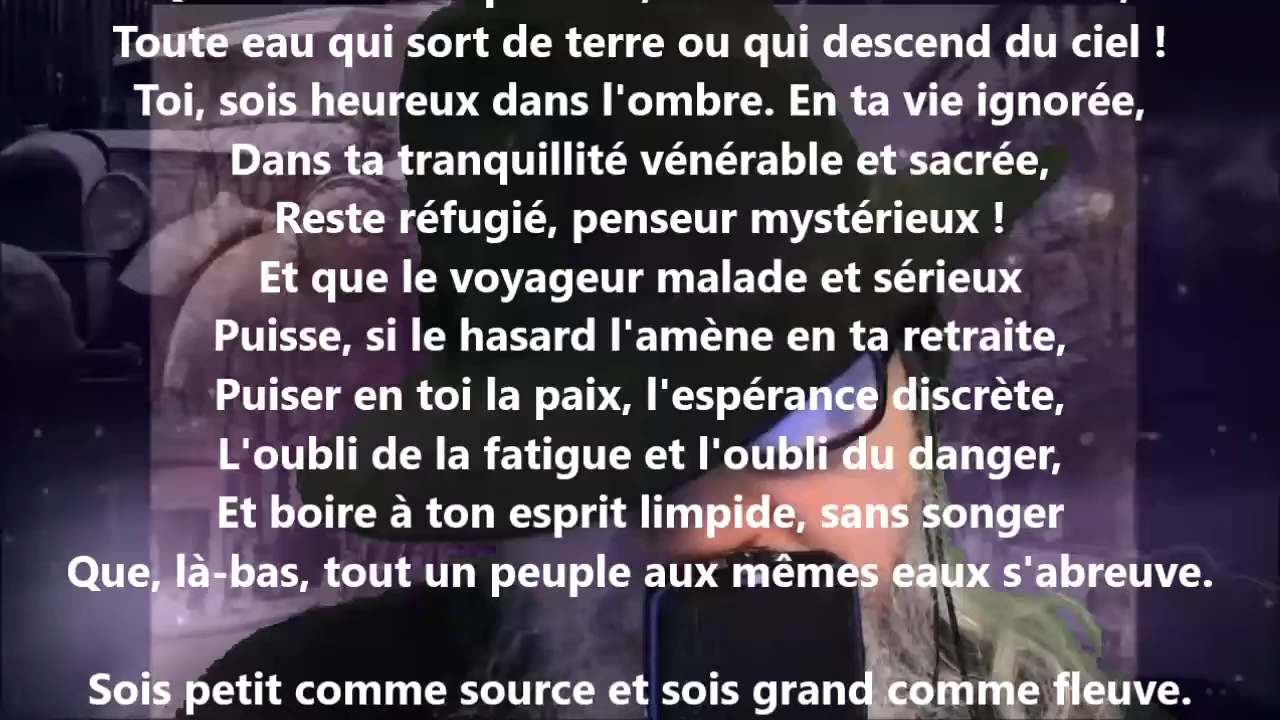 Toute eau qui sort de terre ou qui descend du ciel !
Toi, sois heureux dans l'ombre. En ta vie ignorée,
Dans ta tranquillité vénérable et sacrée,
Reste réfugié, penseur mystérieux !
Et que le voyageur malade et sérieux
Puisse, si le hasard l'amène en ta retraite,
Puiser en toi la paix, l'espérance discrète,
L'oubli de la fatigue et l'oubli du danger,
Et boire à ton esprit limpide, sans songer
Que, là-bas, tout un peuple aux mêmes eaux s'abreuve.
Sois petit comme source et sois grand comme fleuve.